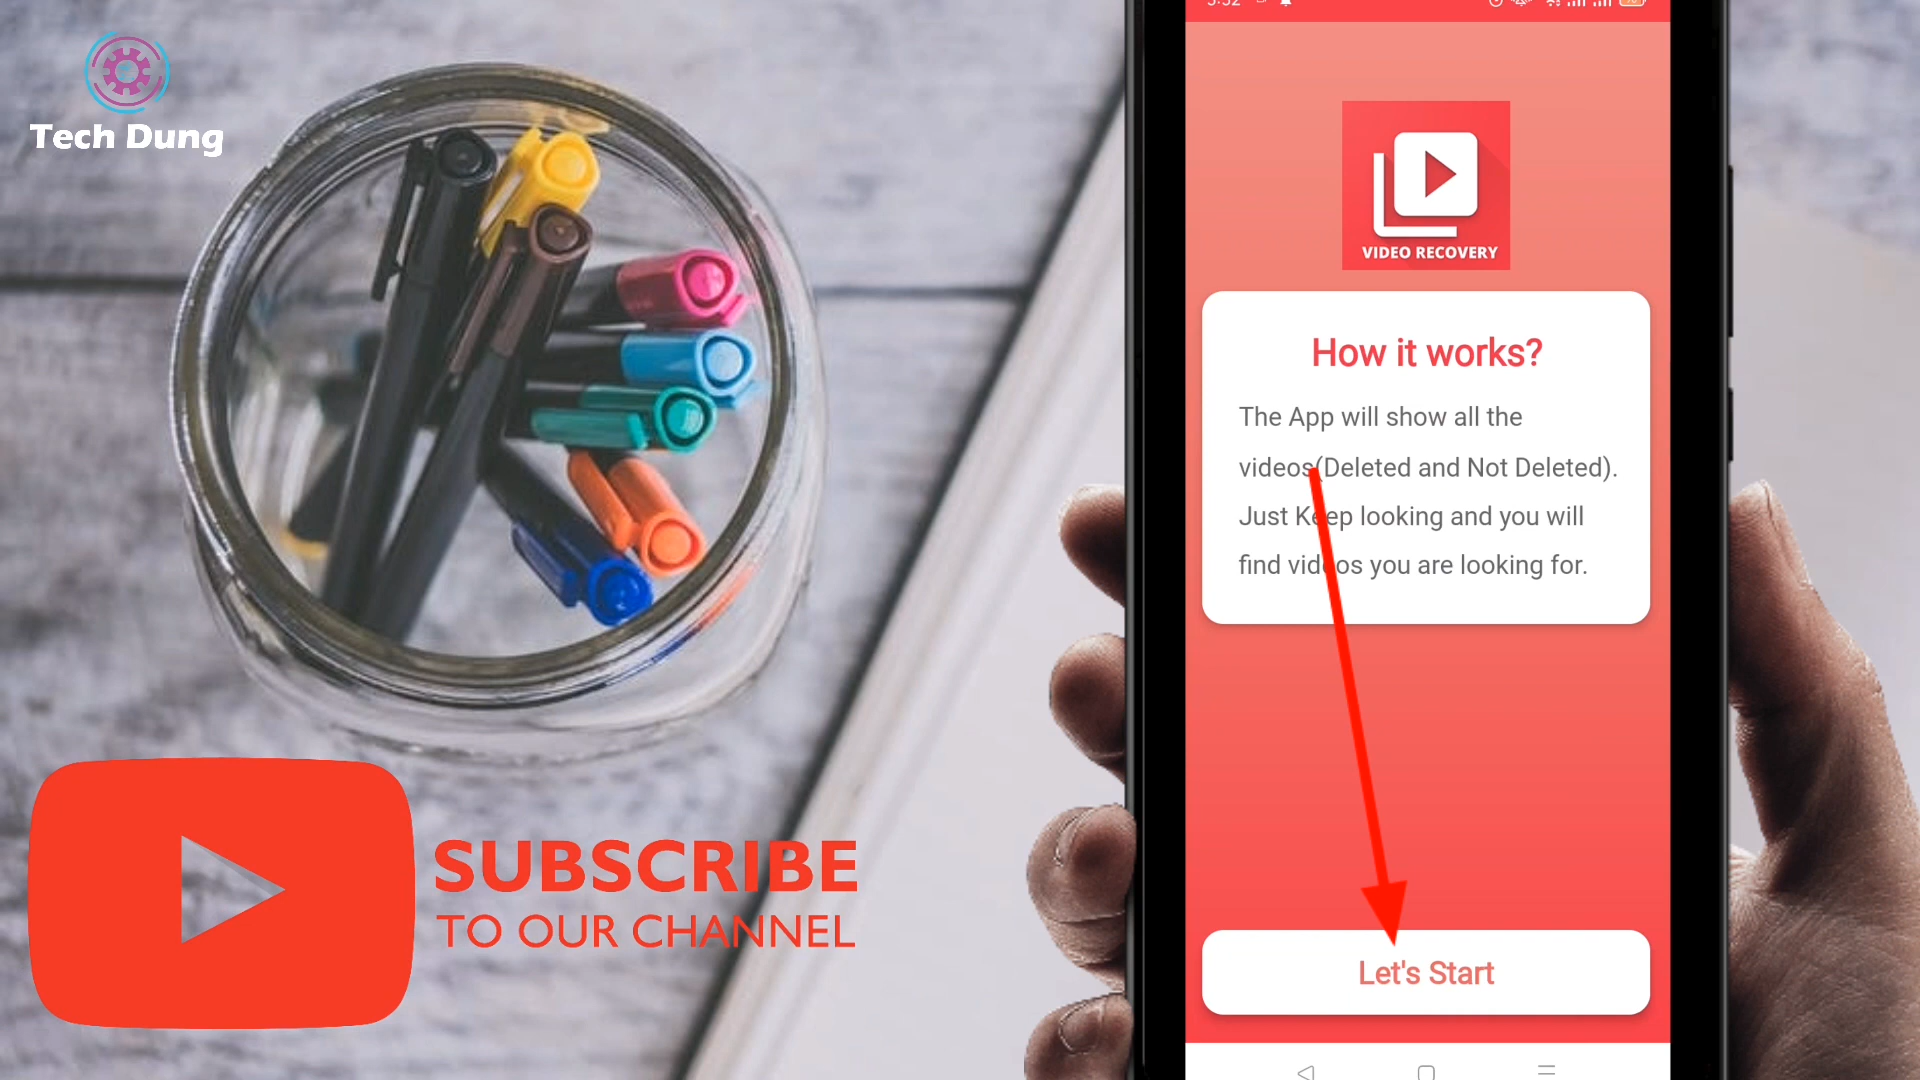 Tech Dung
VIDEO RECOVERY
How it works?
The App will show all the
videos(Deleted and Not Deleted).
Just Keep looking and you will
find videos you are looking for.
Let's Start
SUBSCRIBE
TO OUR CHANNEL